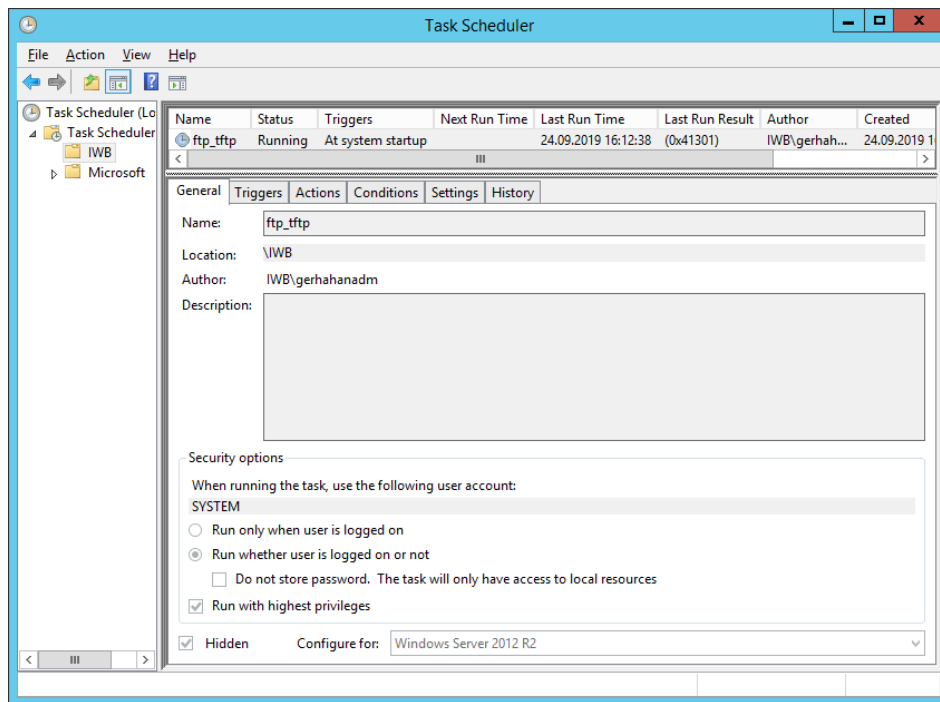 Task Scheduler
File Action View Help
Task Scheduler (Lo
Task Scheduler
IWB
Microsoft
Name Status Triggers Next Run Time Last Run Time Last Run Result Author Created
ftp_tftp Running At system startup 24.09.2019 16:12:38 (0x41301) IWB\gerhah... 24.09.2019 1
General Triggers Actions Conditions Settings History
Name: ftp_tftp
Location: \IWB
Author: IWB\gerhahanadm
Description:
Security options
When running the task, use the following user account:
SYSTEM
Run only when user is logged on
Run whether user is logged on or not
Do not store password. The task will only have access to local resources
Run with highest privileges
Hidden Configure for: Windows Server 2012 R2